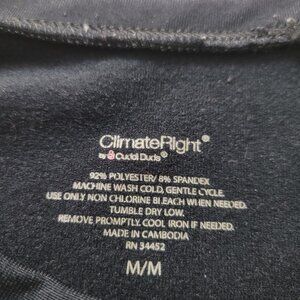 ClimateRight®
by Cuddl Duds®
92% POLYESTER/ 8% SPANDEX
MACHINE WASH COLD, GENTLE CYCLE.
USE ONLY NON CHLORINE BLEACH WHEN NEEDED.
TUMBLE DRY LOW.
REMOVE PROMPTLY. COOL IRON IF NEEDED.
MADE IN CAMBODIA
RN 34452
M/M